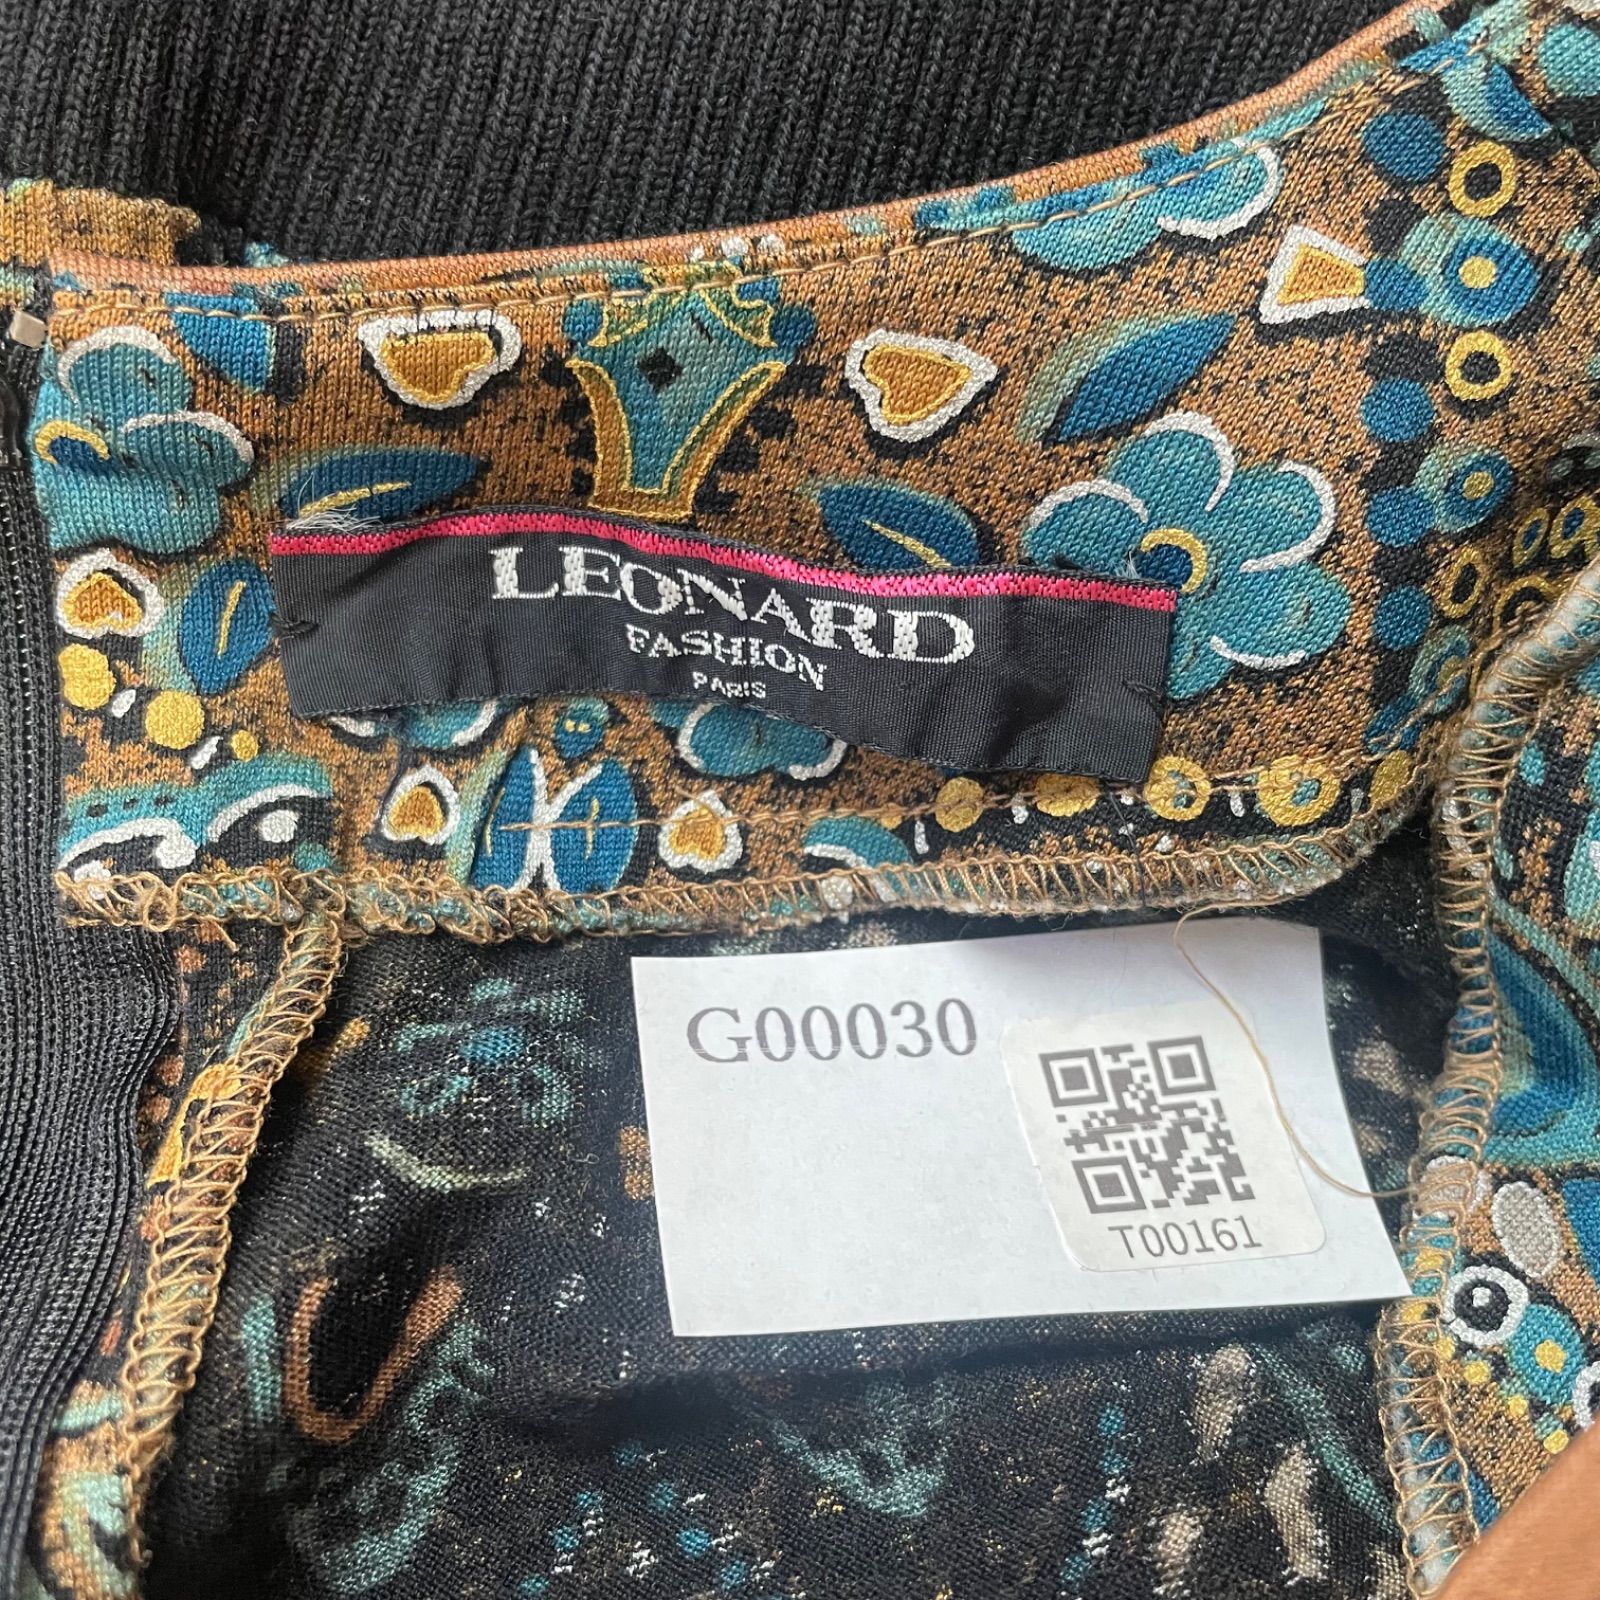 LEONARD
FASHION
PARIS
G00030
T00161